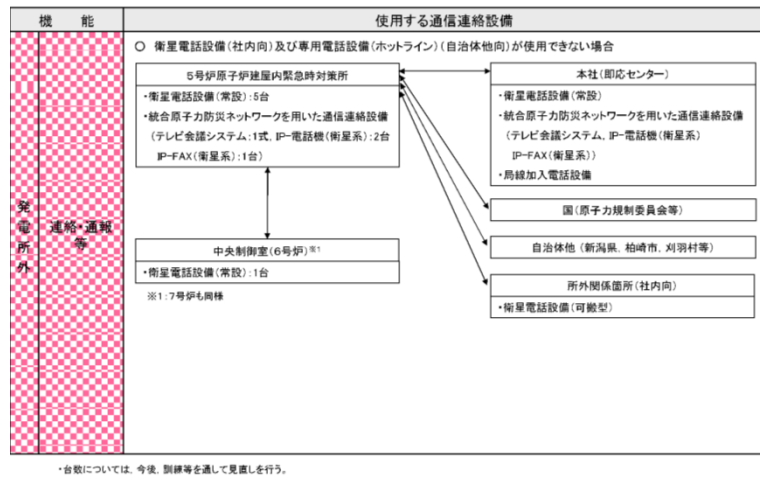 機 能
使用する通信連絡設備
発電所外
連絡・通報等
○ 衛星電話設備(社内向)及び専用電話設備(ホットライン)(自治体他向)が使用できない場合
5号炉原子炉建屋内緊急時対策所
・衛星電話設備(常設):5台
・統合原子力防災ネットワークを用いた通信連絡設備
(テレビ会議システム:1式, IP-電話機(衛星系):2台
IP-FAX(衛星系):1台)
中央制御室(6号炉)※1
・衛星電話設備(常設):1台
※1:7号炉も同様
本社(即応センター)
・衛星電話設備(常設)
・統合原子力防災ネットワークを用いた通信連絡設備
(テレビ会議システム, IP-電話機(衛星系)
IP-FAX(衛星系))
・局線加入電話設備
国(原子力規制委員会等)
自治体他 (新潟県, 柏崎市, 刈羽村等)
所外関係箇所(社内向)
・衛星電話設備(可搬型)
・台数については, 今後, 訓練等を通して見直しを行う。